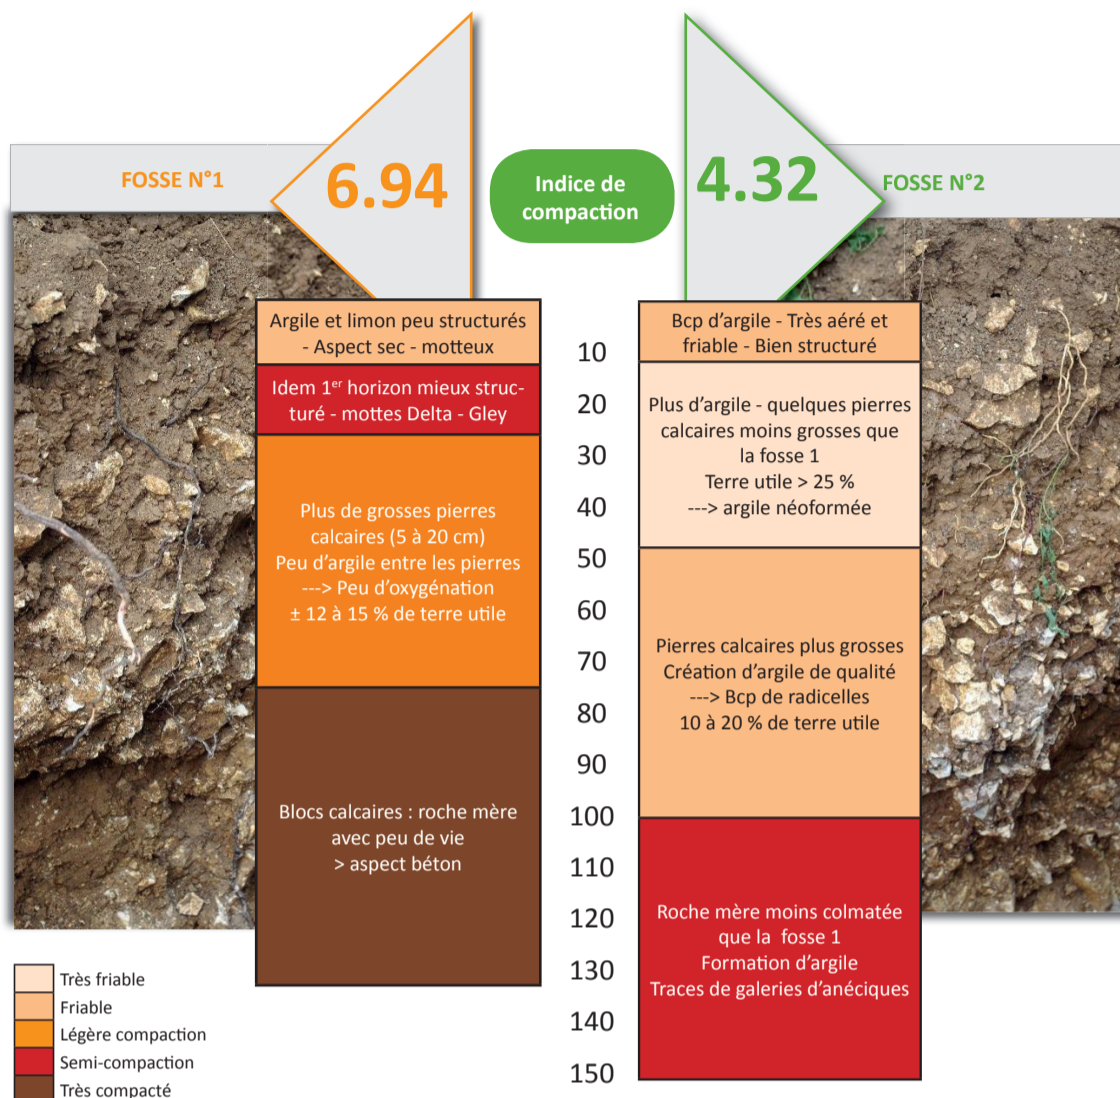 FOSSE N°1
6.94
Indice de
compaction
4.32
FOSSE N°2
Argile et limon peu structurés
- Aspect sec - motteux
Idem 1er horizon mieux struc-
turé - mottes Delta - Gley
Plus de grosses pierres
calcaires (5 à 20 cm)
Peu d'argile entre les pierres
---> Peu d'oxygénation
± 12 à 15 % de terre utile
Blocs calcaires : roche mère
avec peu de vie
> aspect béton
10
20
30
40
50
60
70
80
90
100
110
120
130
140
150
Bcp d'argile - Très aéré et
friable - Bien structuré
Plus d'argile - quelques pierres
calcaires moins grosses que
la fosse 1
Terre utile > 25 %
---> argile néoformée
Pierres calcaires plus grosses
Création d'argile de qualité
---> Bcp de radicelles
10 à 20 % de terre utile
Roche mère moins colmatée
que la fosse 1
Formation d'argile
Traces de galeries d'anéciques
Très friable
Friable
Légère compaction
Semi-compaction
Très compacté